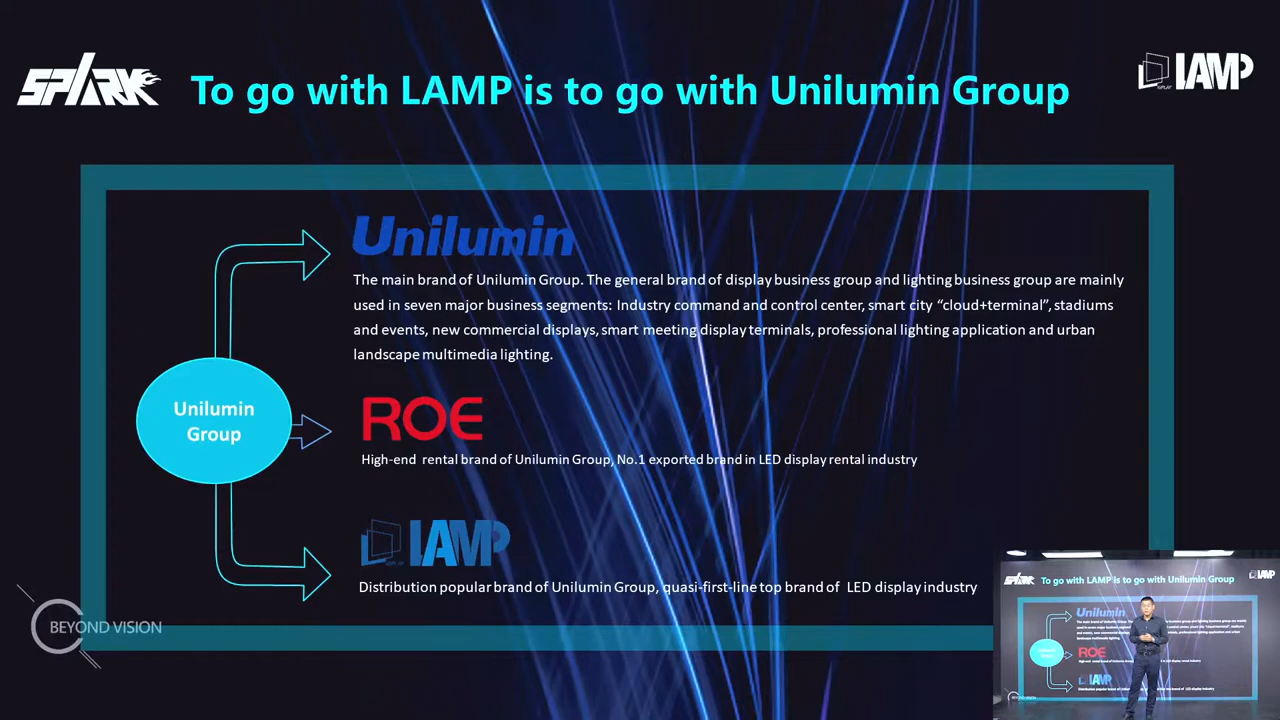 SPARK
To go with LAMP is to go with Unilumin Group
LAMP
Unilumin
The main brand of Unilumin Group. The general brand of display business group and lighting business group are mainly
used in seven major business segments: Industry command and control center, smart city “cloud+terminal”, stadiums
and events, new commercial displays, smart meeting display terminals, professional lighting application and urban
landscape multimedia lighting.
Unilumin
Group
ROE
High-end rental brand of Unilumin Group, No.1 exported brand in LED display rental industry
LAMP
Distribution popular brand of Unilumin Group, quasi-first-line top brand of LED display industry
BEYOND VISION
SPARK
To go with LAMP is to go with Unilumin Group
LAMP
Unilumin
ROE
LAMP